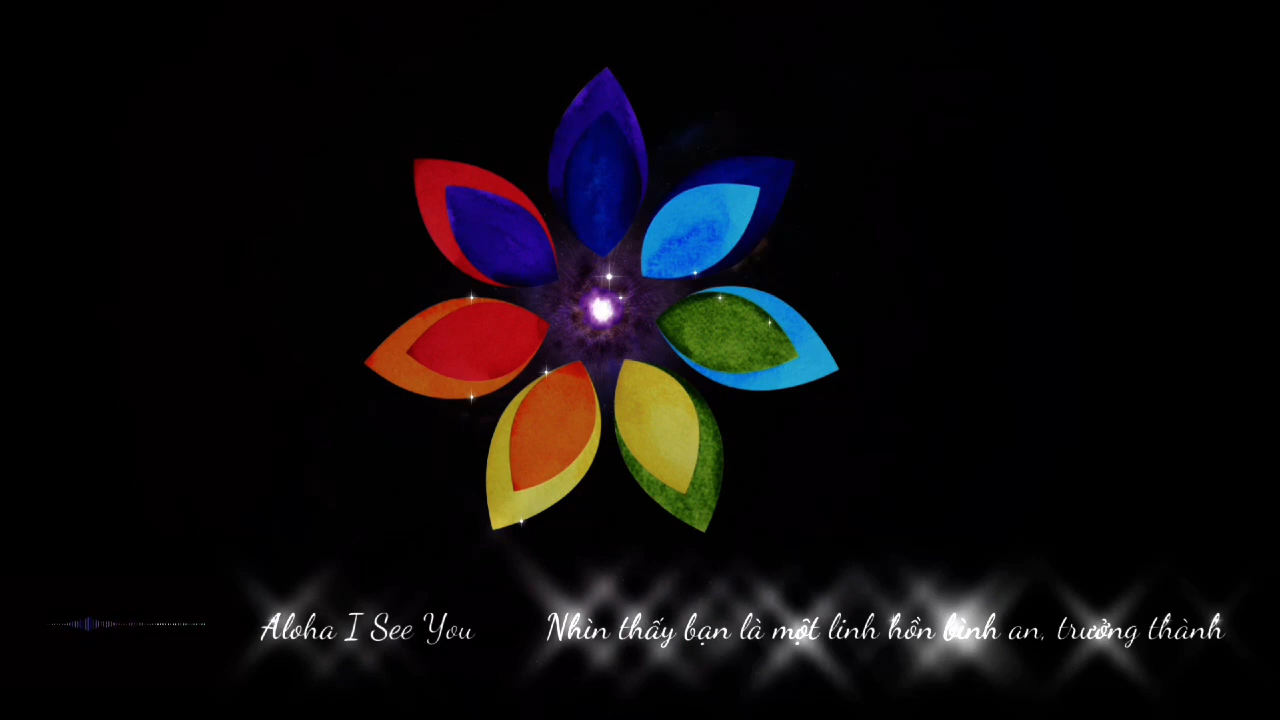 Aloha I See You Nhìn thấy bạn là một linh hồn bình an, trưởng thành